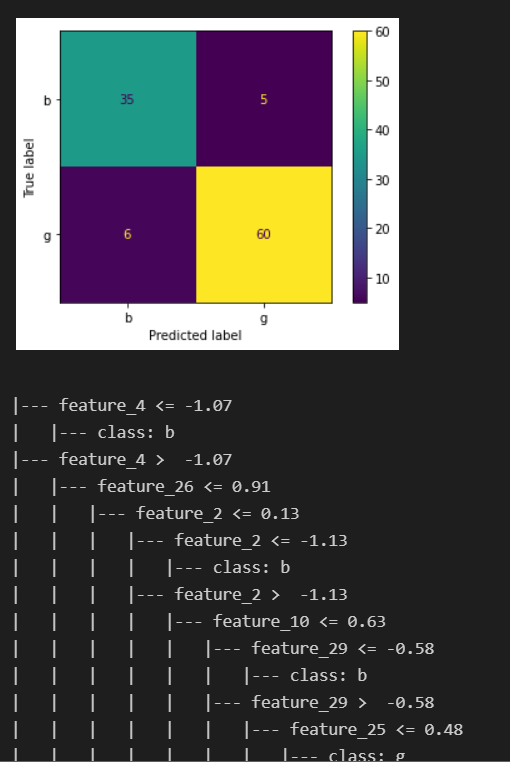 60
50
b 35 5
40
True label
30
g 6 60
20
10
b g
Predicted label
|--- feature_4 <= -1.07
|   |--- class: b
|--- feature_4 >  -1.07
|   |--- feature_26 <= 0.91
|   |   |--- feature_2 <= 0.13
|   |   |   |--- feature_2 <= -1.13
|   |   |   |   |--- class: b
|   |   |   |--- feature_2 >  -1.13
|   |   |   |   |--- feature_10 <= 0.63
|   |   |   |   |   |--- feature_29 <= -0.58
|   |   |   |   |   |   |--- class: b
|   |   |   |   |   |--- feature_29 >  -0.58
|   |   |   |   |   |   |--- feature_25 <= 0.48
|   |   |   |   |   |   |   |--- class: g